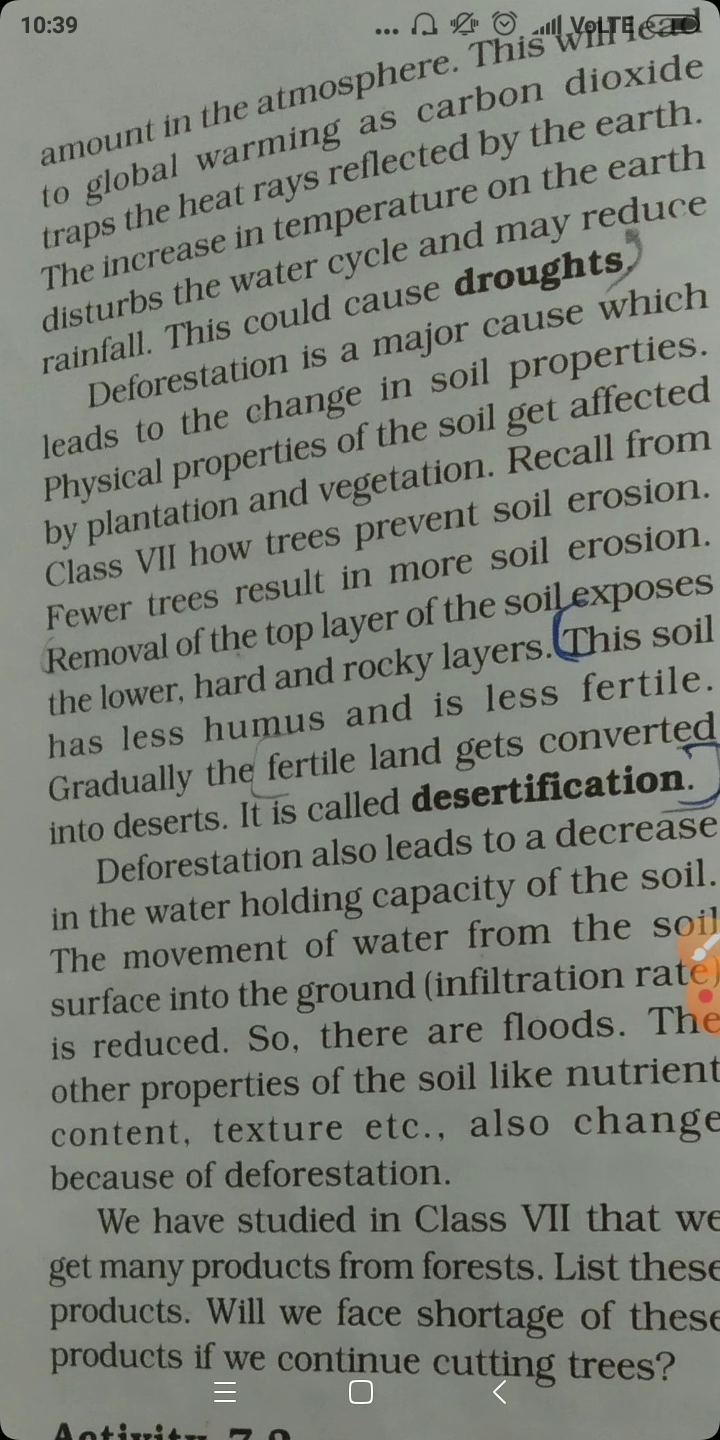 10:39
... VoLTE
amount in the atmosphere. This will lead
to global warming as carbon dioxide
traps the heat rays reflected by the earth.
The increase in temperature on the earth
disturbs the water cycle and may reduce
rainfall. This could cause droughts.
Deforestation is a major cause which
leads to the change in soil properties.
Physical properties of the soil get affected
by plantation and vegetation. Recall from
Class VII how trees prevent soil erosion.
Fewer trees result in more soil erosion.
Removal of the top layer of the soil exposes
the lower, hard and rocky layers. This soil
has less humus and is less fertile.
Gradually the fertile land gets converted
into deserts. It is called desertification.
Deforestation also leads to a decrease
in the water holding capacity of the soil.
The movement of water from the soil
surface into the ground (infiltration rate)
is reduced. So, there are floods. The
other properties of the soil like nutrient
content, texture etc., also change
because of deforestation.
We have studied in Class VII that we
get many products from forests. List these
products. Will we face shortage of these
products if we continue cutting trees?
Activity